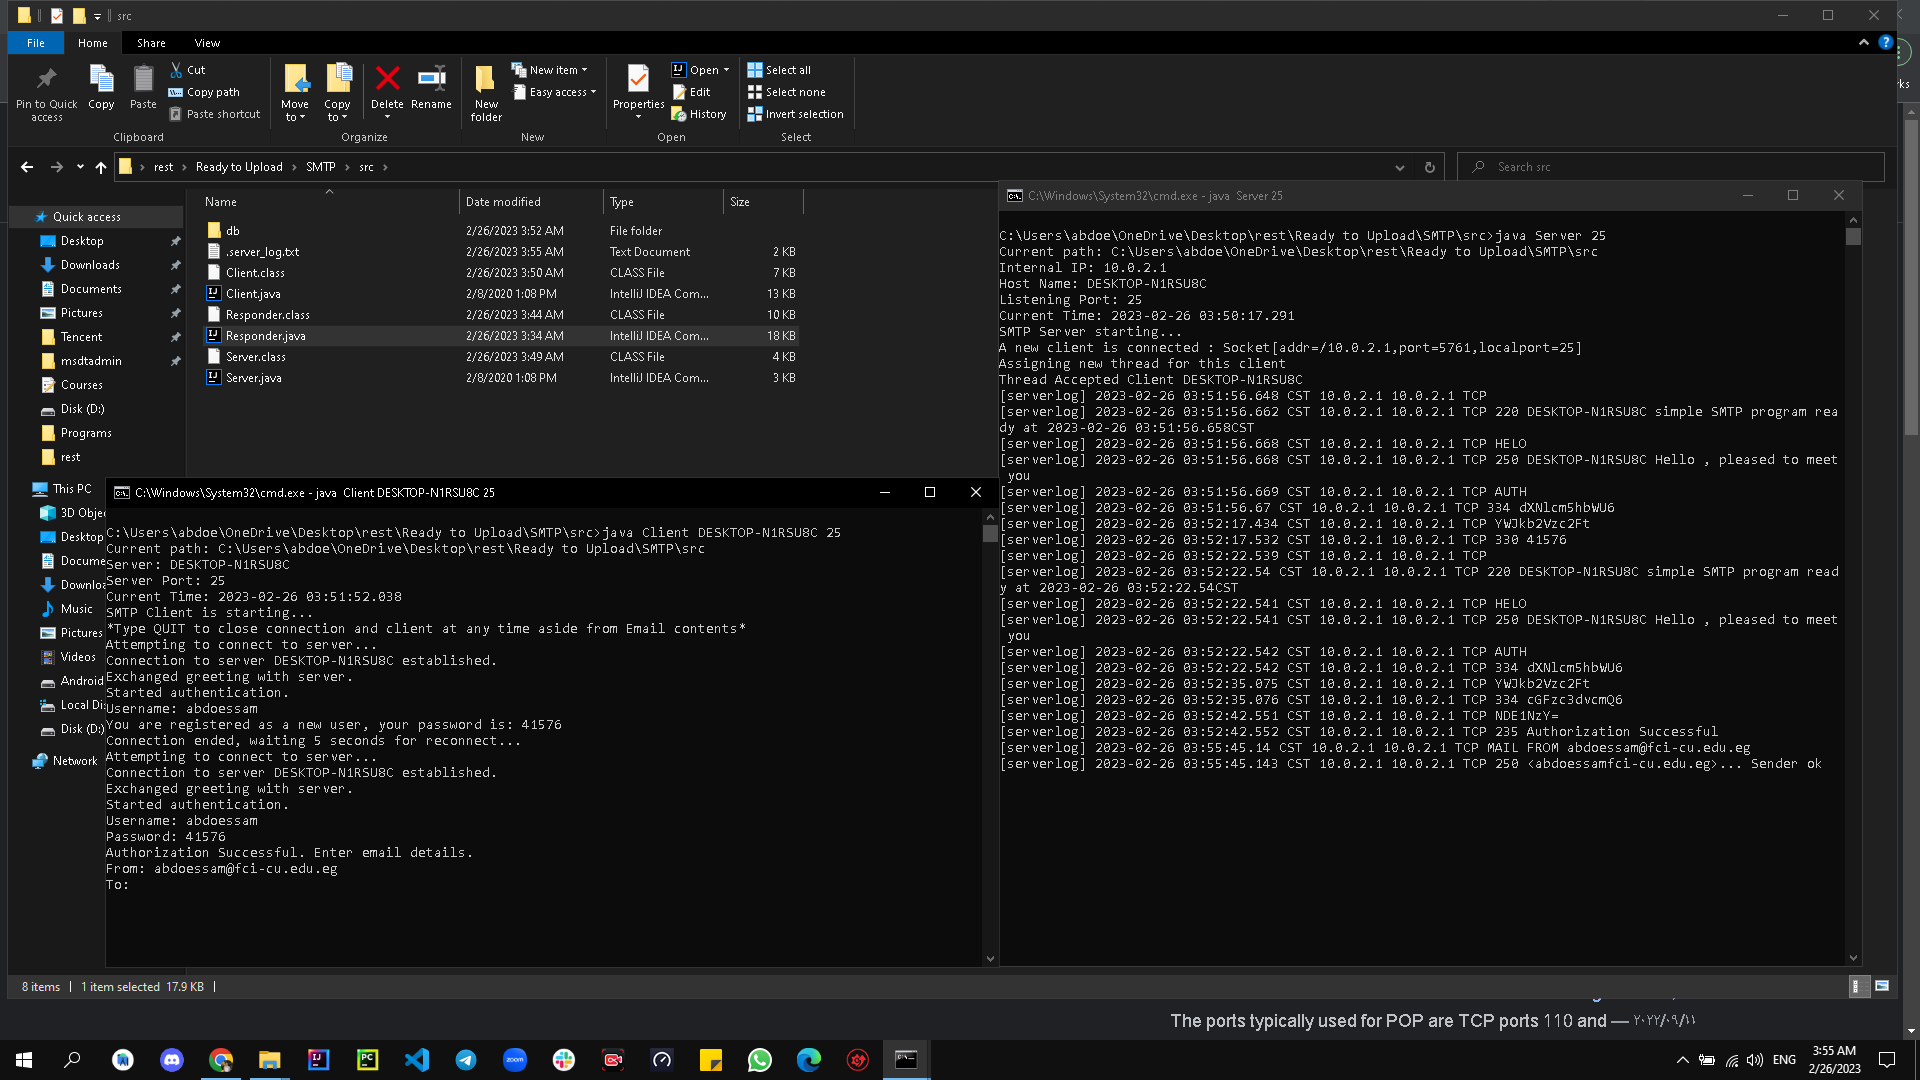 src
File Home Share View
Pin to Quick access
Copy
Paste
Cut
Copy path
Paste shortcut
Clipboard
Move to
Copy to
Delete
Rename
Organize
New folder
New item
Easy access
New
Properties
Open
Edit
History
Open
Select all
Select none
Invert selection
Select
rest > Ready to Upload > SMTP > src >
Search src
Name Date modified Type Size
db 2/26/2023 3:52 AM File folder
.server_log.txt 2/26/2023 3:55 AM Text Document 2 KB
Client.class 2/26/2023 3:50 AM CLASS File 7 KB
Client.java 2/8/2020 1:08 PM IntelliJ IDEA Com... 13 KB
Responder.class 2/26/2023 3:44 AM CLASS File 10 KB
Responder.java 2/26/2023 3:34 AM IntelliJ IDEA Com... 18 KB
Server.class 2/26/2023 3:49 AM CLASS File 4 KB
Server.java 2/8/2020 1:08 PM IntelliJ IDEA Com... 3 KB
Quick access
Desktop
Downloads
Documents
Pictures
Tencent
msdtadmin
Courses
Disk (D:)
Programs
rest
This PC
3D Obje
Desktop
Docume
Downloa
Music
Pictures
Videos
Android
Local Dis
Disk (D:)
Network
C:\Windows\System32\cmd.exe - java Client DESKTOP-N1RSU8C 25
C:\Users\abdoe\OneDrive\Desktop\rest\Ready to Upload\SMTP\src>java Client DESKTOP-N1RSU8C 25
Current path: C:\Users\abdoe\OneDrive\Desktop\rest\Ready to Upload\SMTP\src
Server: DESKTOP-N1RSU8C
Server Port: 25
Current Time: 2023-02-26 03:51:52.038
SMTP Client is starting...
*Type QUIT to close connection and client at any time aside from Email contents*
Attempting to connect to server...
Connection to server DESKTOP-N1RSU8C established.
Exchanged greeting with server.
Started authentication.
Username: abdoessam
You are registered as a new user, your password is: 41576
Connection ended, waiting 5 seconds for reconnect...
Attempting to connect to server...
Connection to server DESKTOP-N1RSU8C established.
Exchanged greeting with server.
Started authentication.
Username: abdoessam
Password: 41576
Authorization Successful. Enter email details.
From: abdoessam@fci-cu.edu.eg
To:
C:\Windows\System32\cmd.exe - java Server 25
C:\Users\abdoe\OneDrive\Desktop\rest\Ready to Upload\SMTP\src>java Server 25
Current path: C:\Users\abdoe\OneDrive\Desktop\rest\Ready to Upload\SMTP\src
Internal IP: 10.0.2.1
Host Name: DESKTOP-N1RSU8C
Listening Port: 25
Current Time: 2023-02-26 03:50:17.291
SMTP Server starting...
A new client is connected : Socket[addr=/10.0.2.1,port=5761,localport=25]
Assigning new thread for this client
Thread Accepted Client DESKTOP-N1RSU8C
[serverlog] 2023-02-26 03:51:56.648 CST 10.0.2.1 10.0.2.1 TCP
[serverlog] 2023-02-26 03:51:56.662 CST 10.0.2.1 10.0.2.1 TCP 220 DESKTOP-N1RSU8C simple SMTP program rea
dy at 2023-02-26 03:51:56.658CST
[serverlog] 2023-02-26 03:51:56.668 CST 10.0.2.1 10.0.2.1 TCP HELO
[serverlog] 2023-02-26 03:51:56.668 CST 10.0.2.1 10.0.2.1 TCP 250 DESKTOP-N1RSU8C Hello , pleased to meet
you
[serverlog] 2023-02-26 03:51:56.669 CST 10.0.2.1 10.0.2.1 TCP AUTH
[serverlog] 2023-02-26 03:51:56.67 CST 10.0.2.1 10.0.2.1 TCP 334 dXNlcm5hbWU6
[serverlog] 2023-02-26 03:52:17.434 CST 10.0.2.1 10.0.2.1 TCP YWJkb2Vzc2Ft
[serverlog] 2023-02-26 03:52:17.532 CST 10.0.2.1 10.0.2.1 TCP 330 41576
[serverlog] 2023-02-26 03:52:22.539 CST 10.0.2.1 10.0.2.1 TCP
[serverlog] 2023-02-26 03:52:22.54 CST 10.0.2.1 10.0.2.1 TCP 220 DESKTOP-N1RSU8C simple SMTP program read
y at 2023-02-26 03:52:22.54CST
[serverlog] 2023-02-26 03:52:22.541 CST 10.0.2.1 10.0.2.1 TCP HELO
[serverlog] 2023-02-26 03:52:22.541 CST 10.0.2.1 10.0.2.1 TCP 250 DESKTOP-N1RSU8C Hello , pleased to meet
you
[serverlog] 2023-02-26 03:52:22.542 CST 10.0.2.1 10.0.2.1 TCP AUTH
[serverlog] 2023-02-26 03:52:22.542 CST 10.0.2.1 10.0.2.1 TCP 334 dXNlcm5hbWU6
[serverlog] 2023-02-26 03:52:35.075 CST 10.0.2.1 10.0.2.1 TCP YWJkb2Vzc2Ft
[serverlog] 2023-02-26 03:52:35.076 CST 10.0.2.1 10.0.2.1 TCP 334 cGFzc3dvcmQ6
[serverlog] 2023-02-26 03:52:42.551 CST 10.0.2.1 10.0.2.1 TCP NDE1NzY=
[serverlog] 2023-02-26 03:52:42.552 CST 10.0.2.1 10.0.2.1 TCP 235 Authorization Successful
[serverlog] 2023-02-26 03:55:45.14 CST 10.0.2.1 10.0.2.1 TCP MAIL FROM abdoessam@fci-cu.edu.eg
[serverlog] 2023-02-26 03:55:45.143 CST 10.0.2.1 10.0.2.1 TCP 250 <abdoessamfci-cu.edu.eg>... Sender ok
8 items 1 item selected 17.9 KB
The ports typically used for POP are TCP ports 110 and — ٢٠٢٢/٠٩/١١
ks
zoom
ENG
3:55 AM
2/26/2023